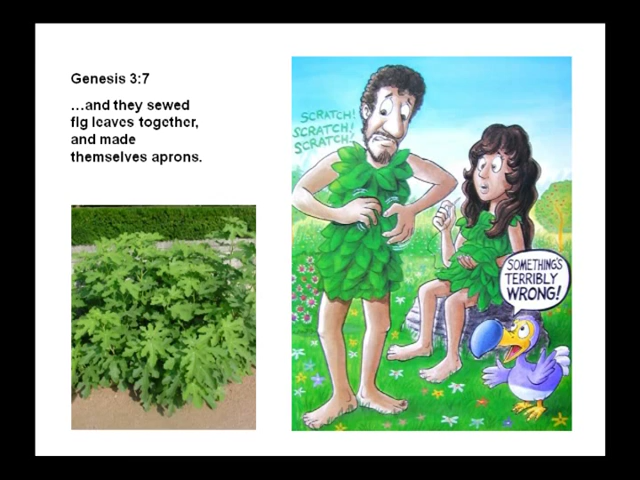 Genesis 3:7
…and they sewed
fig leaves together,
and made
themselves aprons.
SCRATCH!
SCRATCH!
SCRATCH!
SOMETHING'S
TERRIBLY
WRONG!